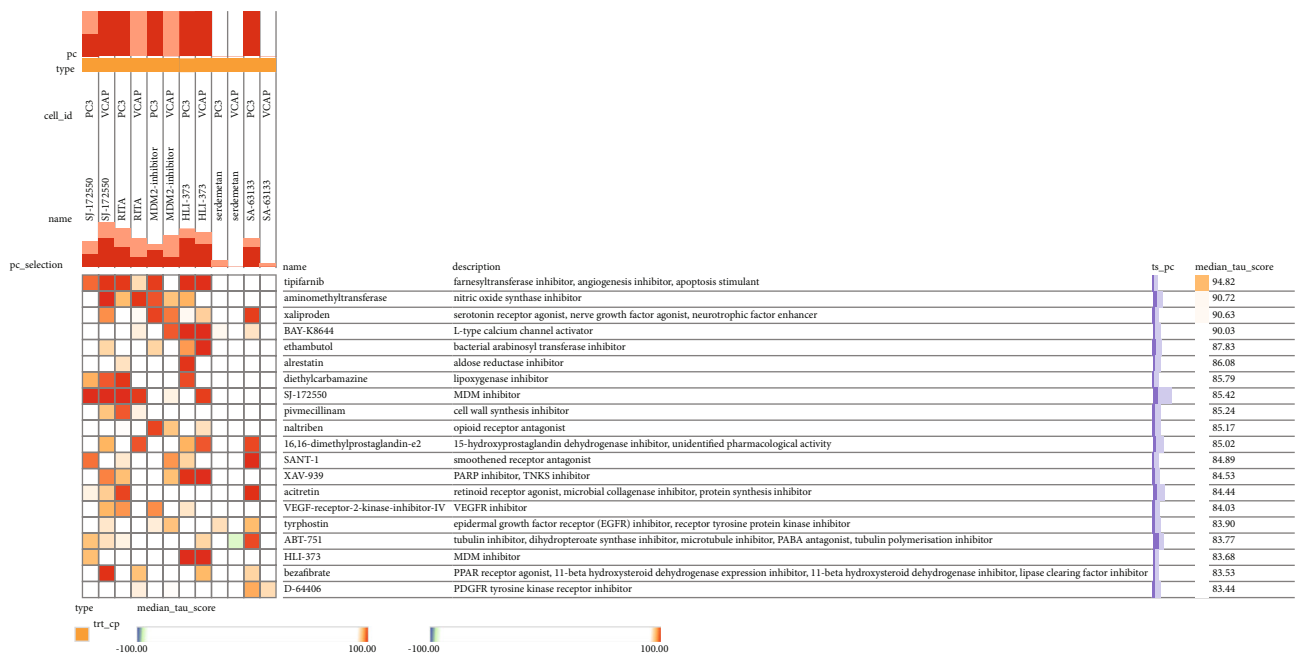 pc
type
cell_id
PC3 VCAP PC3 VCAP PC3 VCAP PC3 VCAP PC3 VCAP PC3 VCAP
name
SJ-172550 SJ-172550 RITA RITA MDM2-inhibitor MDM2-inhibitor HLI-373 HLI-373 serdemetan serdemetan SA-63133 SA-63133
pc_selection
name description ts_pc median_tau_score
tipifarnib farnesyltransferase inhibitor, angiogenesis inhibitor, apoptosis stimulant 94.82
aminomethyltransferase nitric oxide synthase inhibitor 90.72
xaliproden serotonin receptor agonist, nerve growth factor agonist, neurotrophic factor enhancer 90.63
BAY-K8644 L-type calcium channel activator 90.03
ethambutol bacterial arabinosyl transferase inhibitor 87.83
alrestatin aldose reductase inhibitor 86.08
diethylcarbamazine lipoxygenase inhibitor 85.79
SJ-172550 MDM inhibitor 85.42
pivmecillinam cell wall synthesis inhibitor 85.24
naltriben opioid receptor antagonist 85.17
16,16-dimethylprostaglandin-e2 15-hydroxyprostaglandin dehydrogenase inhibitor, unidentified pharmacological activity 85.02
SANT-1 smoothened receptor antagonist 84.89
XAV-939 PARP inhibitor, TNKS inhibitor 84.53
acitretin retinoid receptor agonist, microbial collagenase inhibitor, protein synthesis inhibitor 84.44
VEGF-receptor-2-kinase-inhibitor-IV VEGFR inhibitor 84.03
tyrphostin epidermal growth factor receptor (EGFR) inhibitor, receptor tyrosine protein kinase inhibitor 83.90
ABT-751 tubulin inhibitor, dihydropteroate synthase inhibitor, microtubule inhibitor, PABA antagonist, tubulin polymerisation inhibitor 83.77
HLI-373 MDM inhibitor 83.68
bezafibrate PPAR receptor agonist, 11-beta hydroxysteroid dehydrogenase expression inhibitor, 11-beta hydroxysteroid dehydrogenase inhibitor, lipase clearing factor inhibitor 83.53
D-64406 PDGFR tyrosine kinase receptor inhibitor 83.44
type median_tau_score
trt_cp
-100.00 100.00 -100.00 100.00